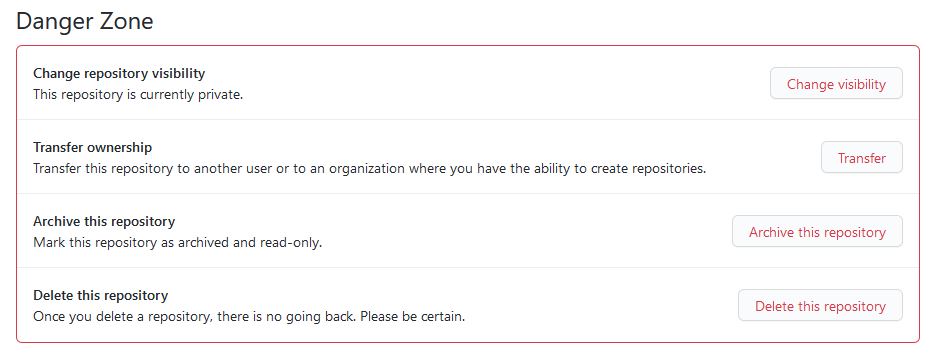 Danger Zone
Change repository visibility
This repository is currently private.
Change visibility
Transfer ownership
Transfer this repository to another user or to an organization where you have the ability to create repositories.
Transfer
Archive this repository
Mark this repository as archived and read-only.
Archive this repository
Delete this repository
Once you delete a repository, there is no going back. Please be certain.
Delete this repository